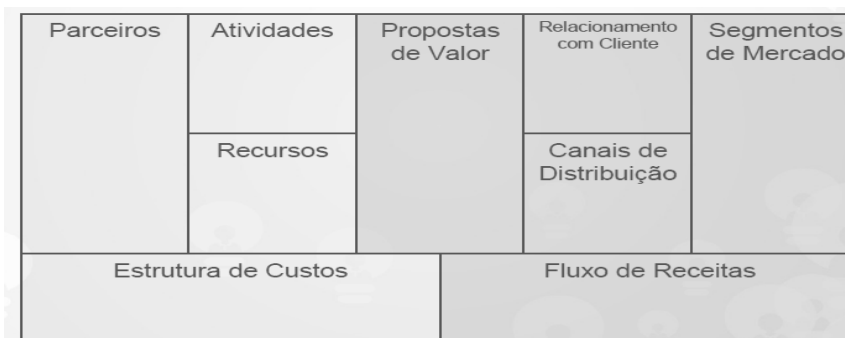 Parceiros
Atividades
Propostas
de Valor
Relacionamento
com Cliente
Segmentos
de Mercado
Recursos
Canais de
Distribuição
Estrutura de Custos
Fluxo de Receitas